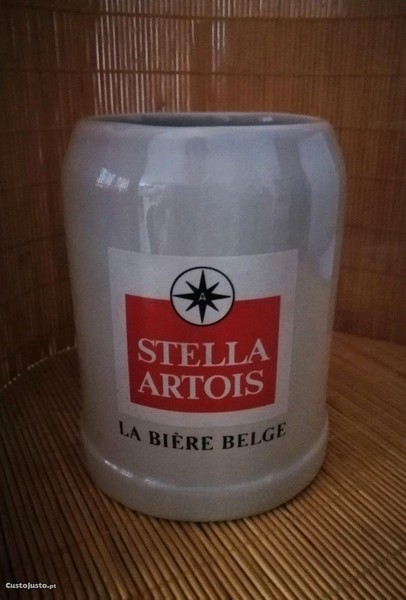 A
STELLA
ARTOIS
LA BIÈRE BELGE
CustoJusto.pt